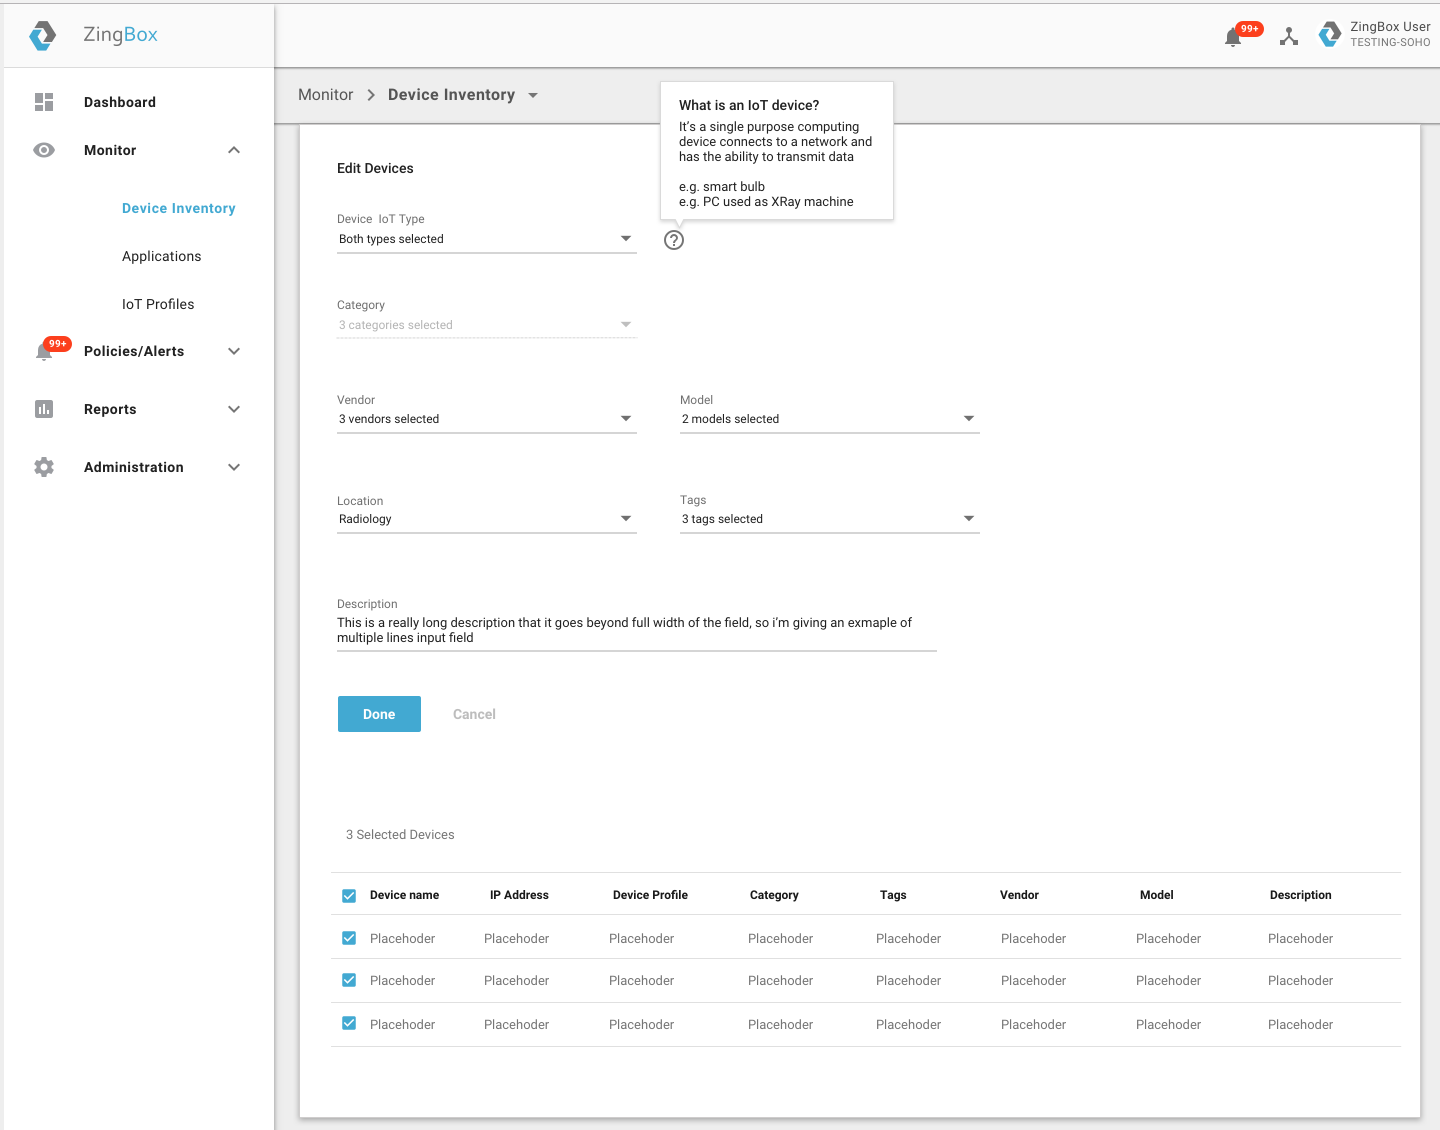 ZingBox
99+
ZingBox User
TESTING-SOHO
Dashboard
Monitor
Device Inventory
Applications
IoT Profiles
99+
Policies/Alerts
Reports
Administration
Monitor > Device Inventory
What is an IoT device?
It's a single purpose computing
device connects to a network and
has the ability to transmit data
e.g. smart bulb
e.g. PC used as XRay machine
Edit Devices
Device IoT Type
Both types selected
Category
3 categories selected
Vendor
3 vendors selected
Model
2 models selected
Location
Radiology
Tags
3 tags selected
Description
This is a really long description that it goes beyond full width of the field, so i'm giving an exmaple of
multiple lines input field
Done
Cancel
3 Selected Devices
Device name IP Address Device Profile Category Tags Vendor Model Description
Placehoder Placehoder Placehoder Placehoder Placehoder Placehoder Placehoder Placehoder
Placehoder Placehoder Placehoder Placehoder Placehoder Placehoder Placehoder Placehoder
Placehoder Placehoder Placehoder Placehoder Placehoder Placehoder Placehoder Placehoder